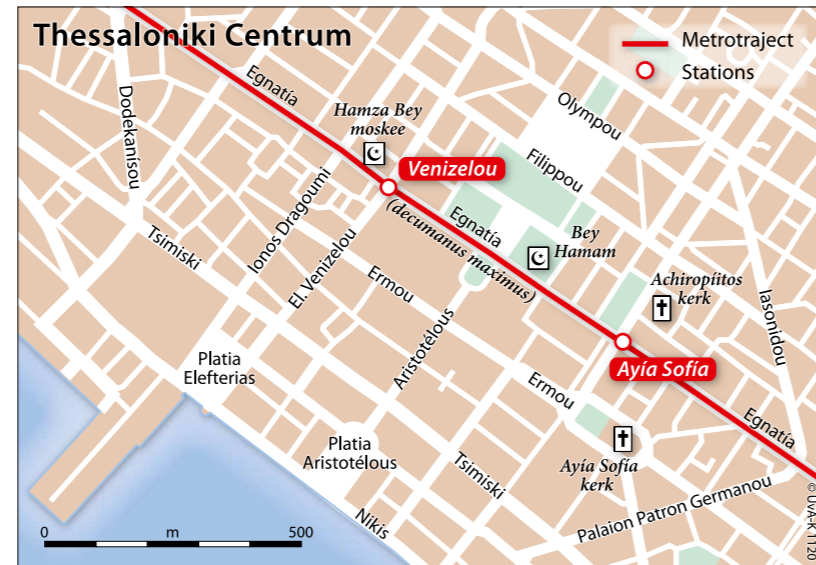 Thessaloniki Centrum
Metrotraject
Stations
Egnatía
Dodekanísou
Hamza Bey
moskee
Olympou
Filippou
Venizelou
Egnatía
(decumanus maximus)
Bey
Hamam
Ionos Dragoumi
El. Venizelou
Tsimiski
Ermou
Achiropíitos
kerk
Iasonidou
Aristotélous
Ayía Sofía
Platia
Elefterias
Ermou
Egnatía
Platia
Aristotélous
Tsimiski
Ayía Sofía
kerk
Palaion Patron Germanou
Nikis
0 m 500
© UvA-K 1120